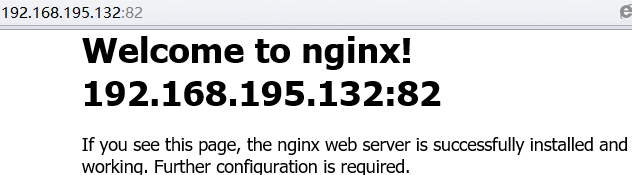 192.168.195.132:82
Welcome to nginx!
192.168.195.132:82
If you see this page, the nginx web server is successfully installed and
working. Further configuration is required.